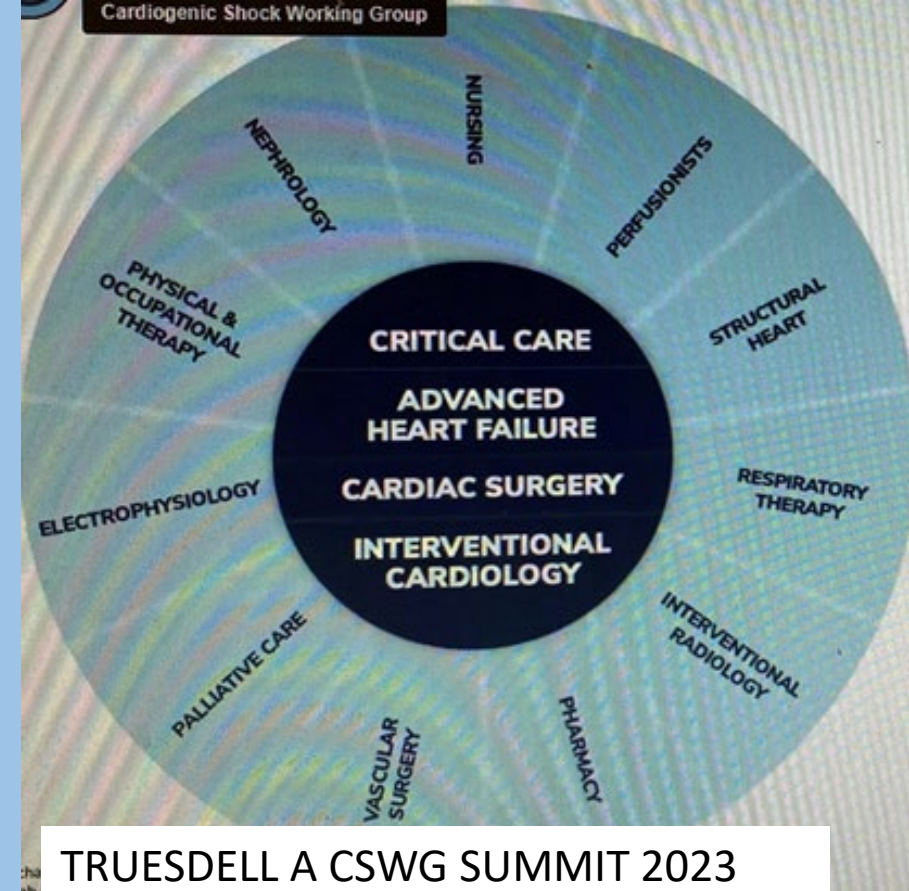 Cardiogenic Shock Working Group
NURSING
PERFUSIONISTS
STRUCTURAL
HEART
RESPIRATORY
THERAPY
INTERVENTIONAL
RADIOLOGY
PHARMACY
VASCULAR
SURGERY
PALLIATIVE CARE
ELECTROPHYSIOLOGY
PHYSICAL &
OCCUPATIONAL
THERAPY
NEPHROLOGY
CRITICAL CARE
ADVANCED
HEART FAILURE
CARDIAC SURGERY
INTERVENTIONAL
CARDIOLOGY
TRUESDELL A CSWG SUMMIT 2023